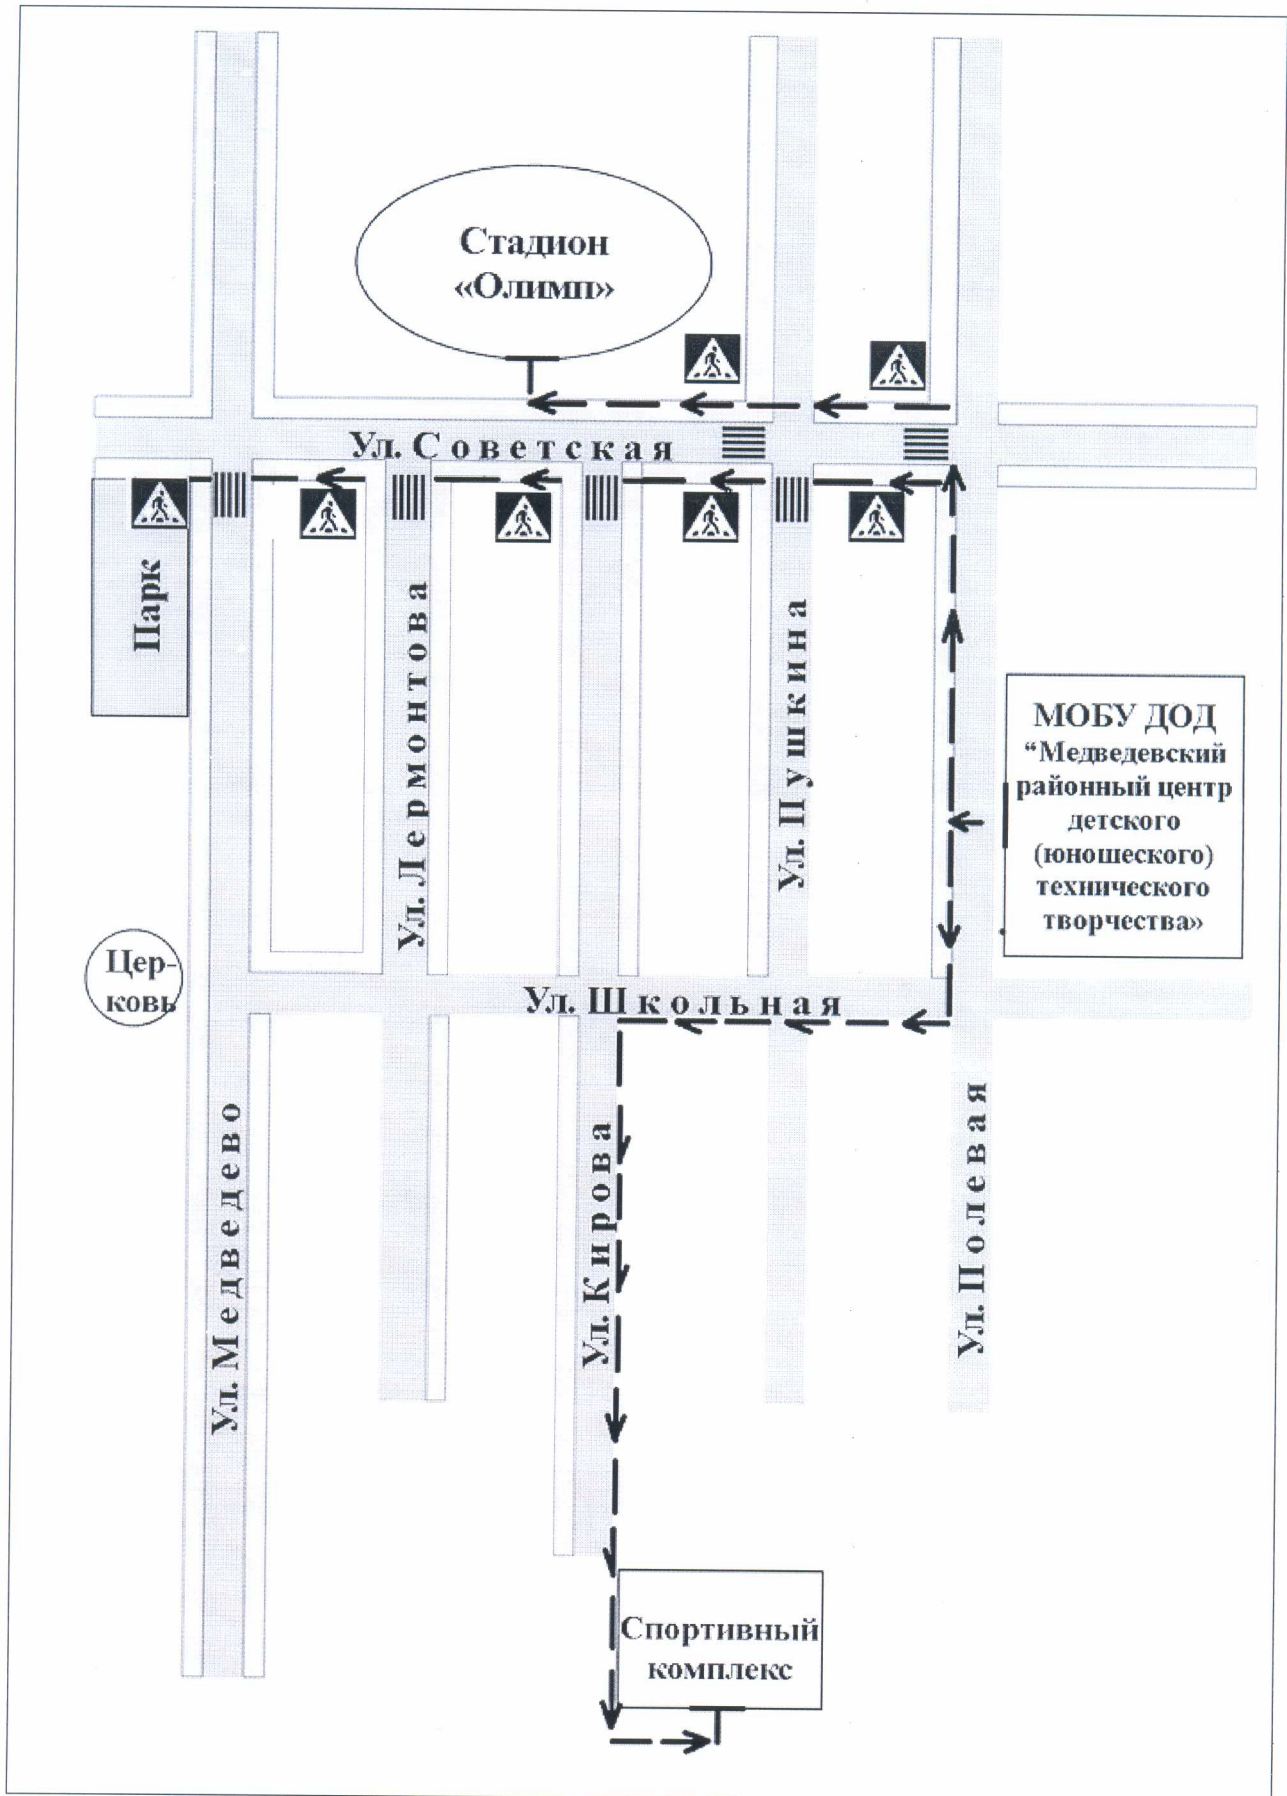 Стадион
«Олимп»
Ул. Советская
Парк
Ул. Лермонтова
Ул. Пушкина
МОБУ ДОД
“Медведевский
районный центр
детского
(юношеского)
технического
творчества»
Цер-
ковь
Ул. Школьная
Ул. Медведево
Ул. Кирова
Ул. Полевая
Спортивный
комплекс